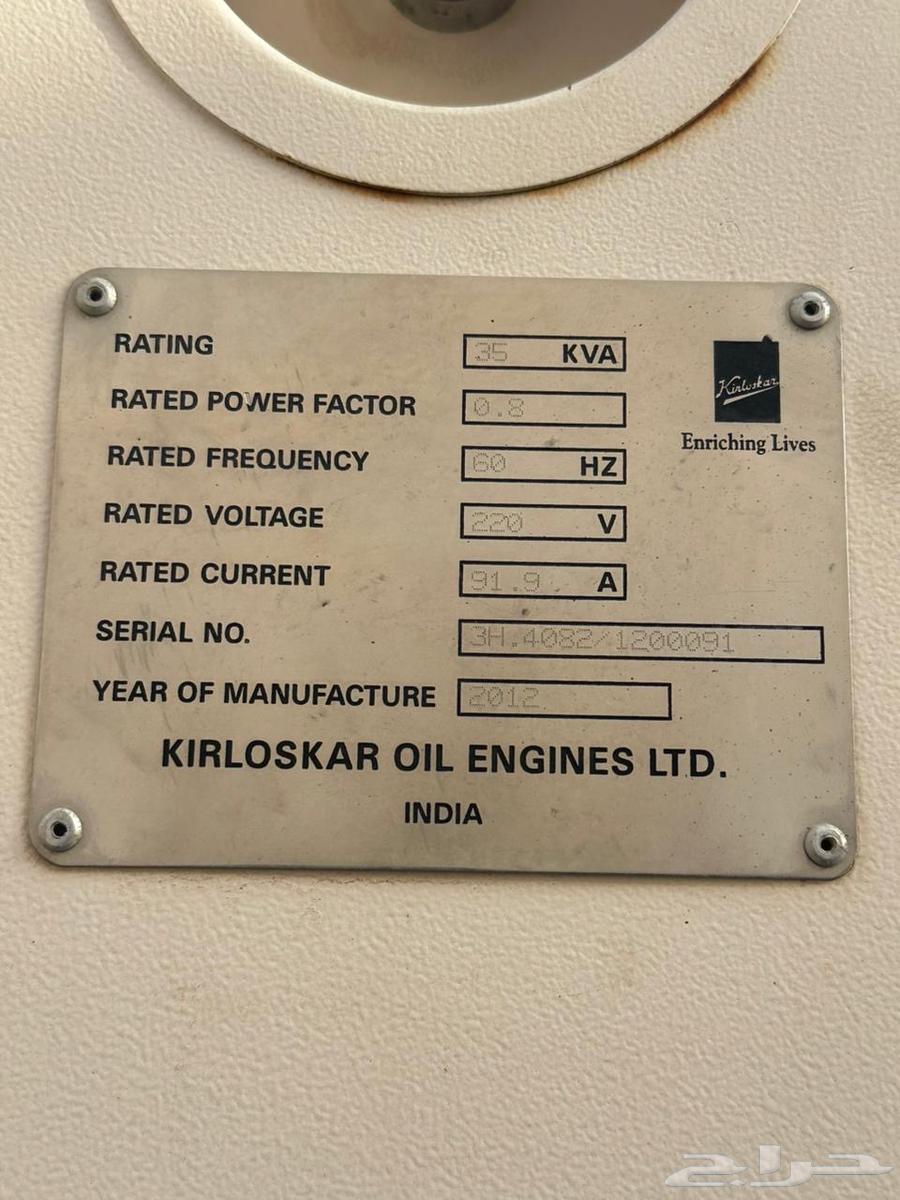 RATING 35 KVA
RATED POWER FACTOR 0.8
RATED FREQUENCY 60 HZ
RATED VOLTAGE 220 V
RATED CURRENT 91.9 A
SERIAL NO. 3H.4082/1200091
YEAR OF MANUFACTURE 2012
Kirloskar
Enriching Lives
KIRLOSKAR OIL ENGINES LTD.
INDIA
حراج